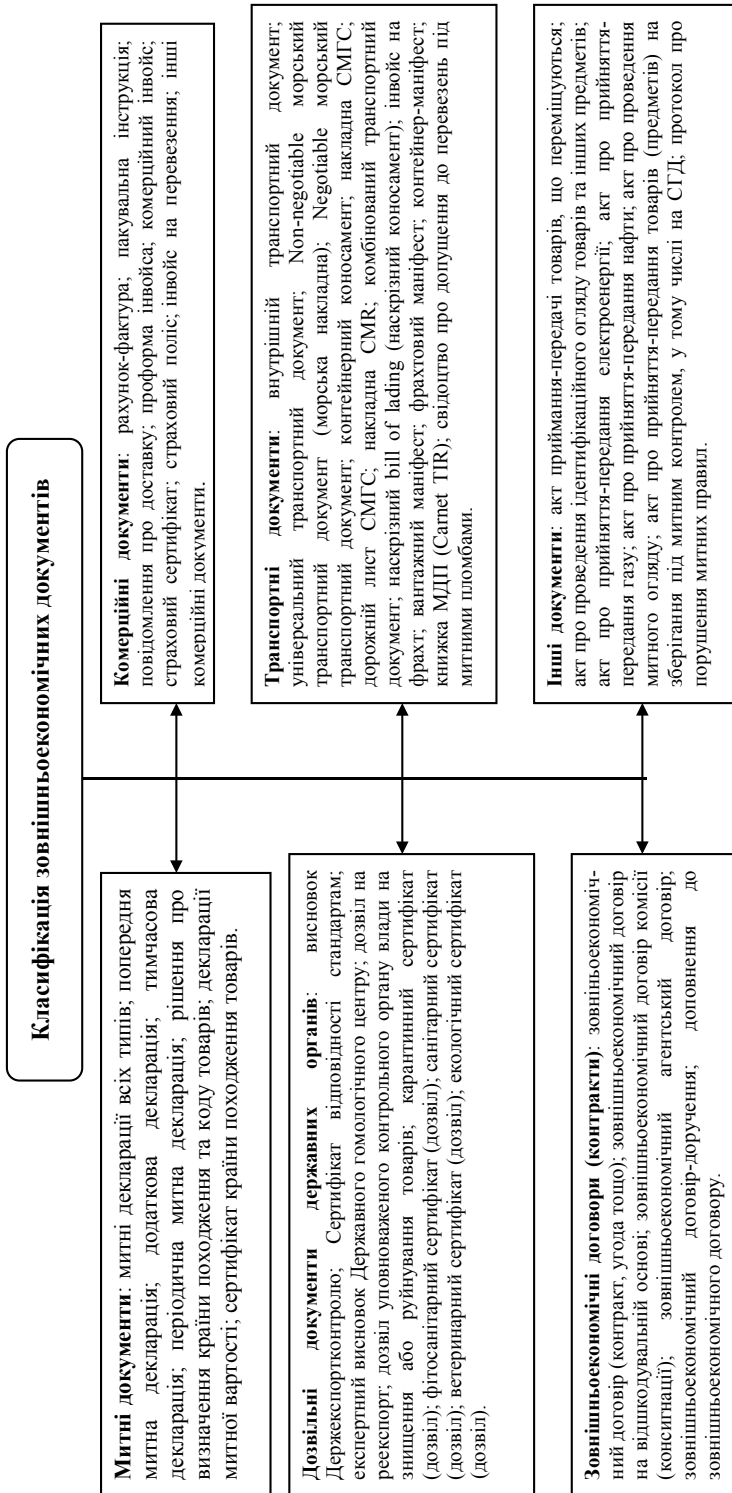 Класифікація зовнішньоекономічних документів
Митні документи: митні декларації всіх типів; попередня
митна декларація; додаткова декларація; тимчасова
декларація; періодична митна декларація; рішення про
визначення країни походження та коду товарів; декларації
митної вартості; сертифікат країни походження товарів.
Комерційні документи: рахунок-фактура; пакувальна інструкція;
повідомлення про доставку; проформа інвойса; комерційний інвойс;
страховий сертифікат; страховий поліс; інвойс на перевезення; інші
комерційні документи.
Дозвільні документи державних органів: висновок
Держекспортконтролю; Сертифікат відповідності стандартам;
експертний висновок Державного гомологічного центру; дозвіл на
реекспорт; дозвіл уповноваженого контрольного органу влади на
знищення або руйнування товарів; карантинний сертифікат
(дозвіл); фітосанітарний сертифікат (дозвіл); санітарний сертифікат
(дозвіл); ветеринарний сертифікат (дозвіл); екологічний сертифікат
(дозвіл).
Транспортні документи: внутрішній транспортний документ;
універсальний транспортний документ; Non-negotiable морський
транспортний документ (морська накладна); Negotiable морський
транспортний документ; контейнерний коносамент; накладна СМГС;
дорожній лист СМГС; накладна CMR; комбінований транспортний
документ; наскрізний bill of lading (наскрізний коносамент); інвойс на
фрахт; вантажний маніфест; фрахтовий маніфест; контейнер-маніфест;
книжка МДП (Carnet TIR); свідоцтво про допущення до перевезень під
митними пломбами.
Зовнішньоекономічні договори (контракти): зовніньоекономіч-
ний договір (контракт, угода тощо); зовнішньоекономічний договір
на відшкодувальній основі; зовнішньоекономічний договір комісії
(консигнації); зовнішньоекономічний агентський договір;
зовнішньоекономічний договір-доручення; доповнення до
зовнішньоекономічного договору.
Інші документи: акт приймання-передачі товарів, що переміщуються;
акт про проведення ідентифікаційного огляду товарів та інших предметів;
акт про прийняття-передання електроенергії; акт про прийняття-
передання газу; акт про прийняття-передання нафти; акт про проведення
митного огляду; акт про прийняття-передання товарів (предметів) на
зберігання під митним контролем, у тому числі на СГД; протокол про
порушення митних правил.